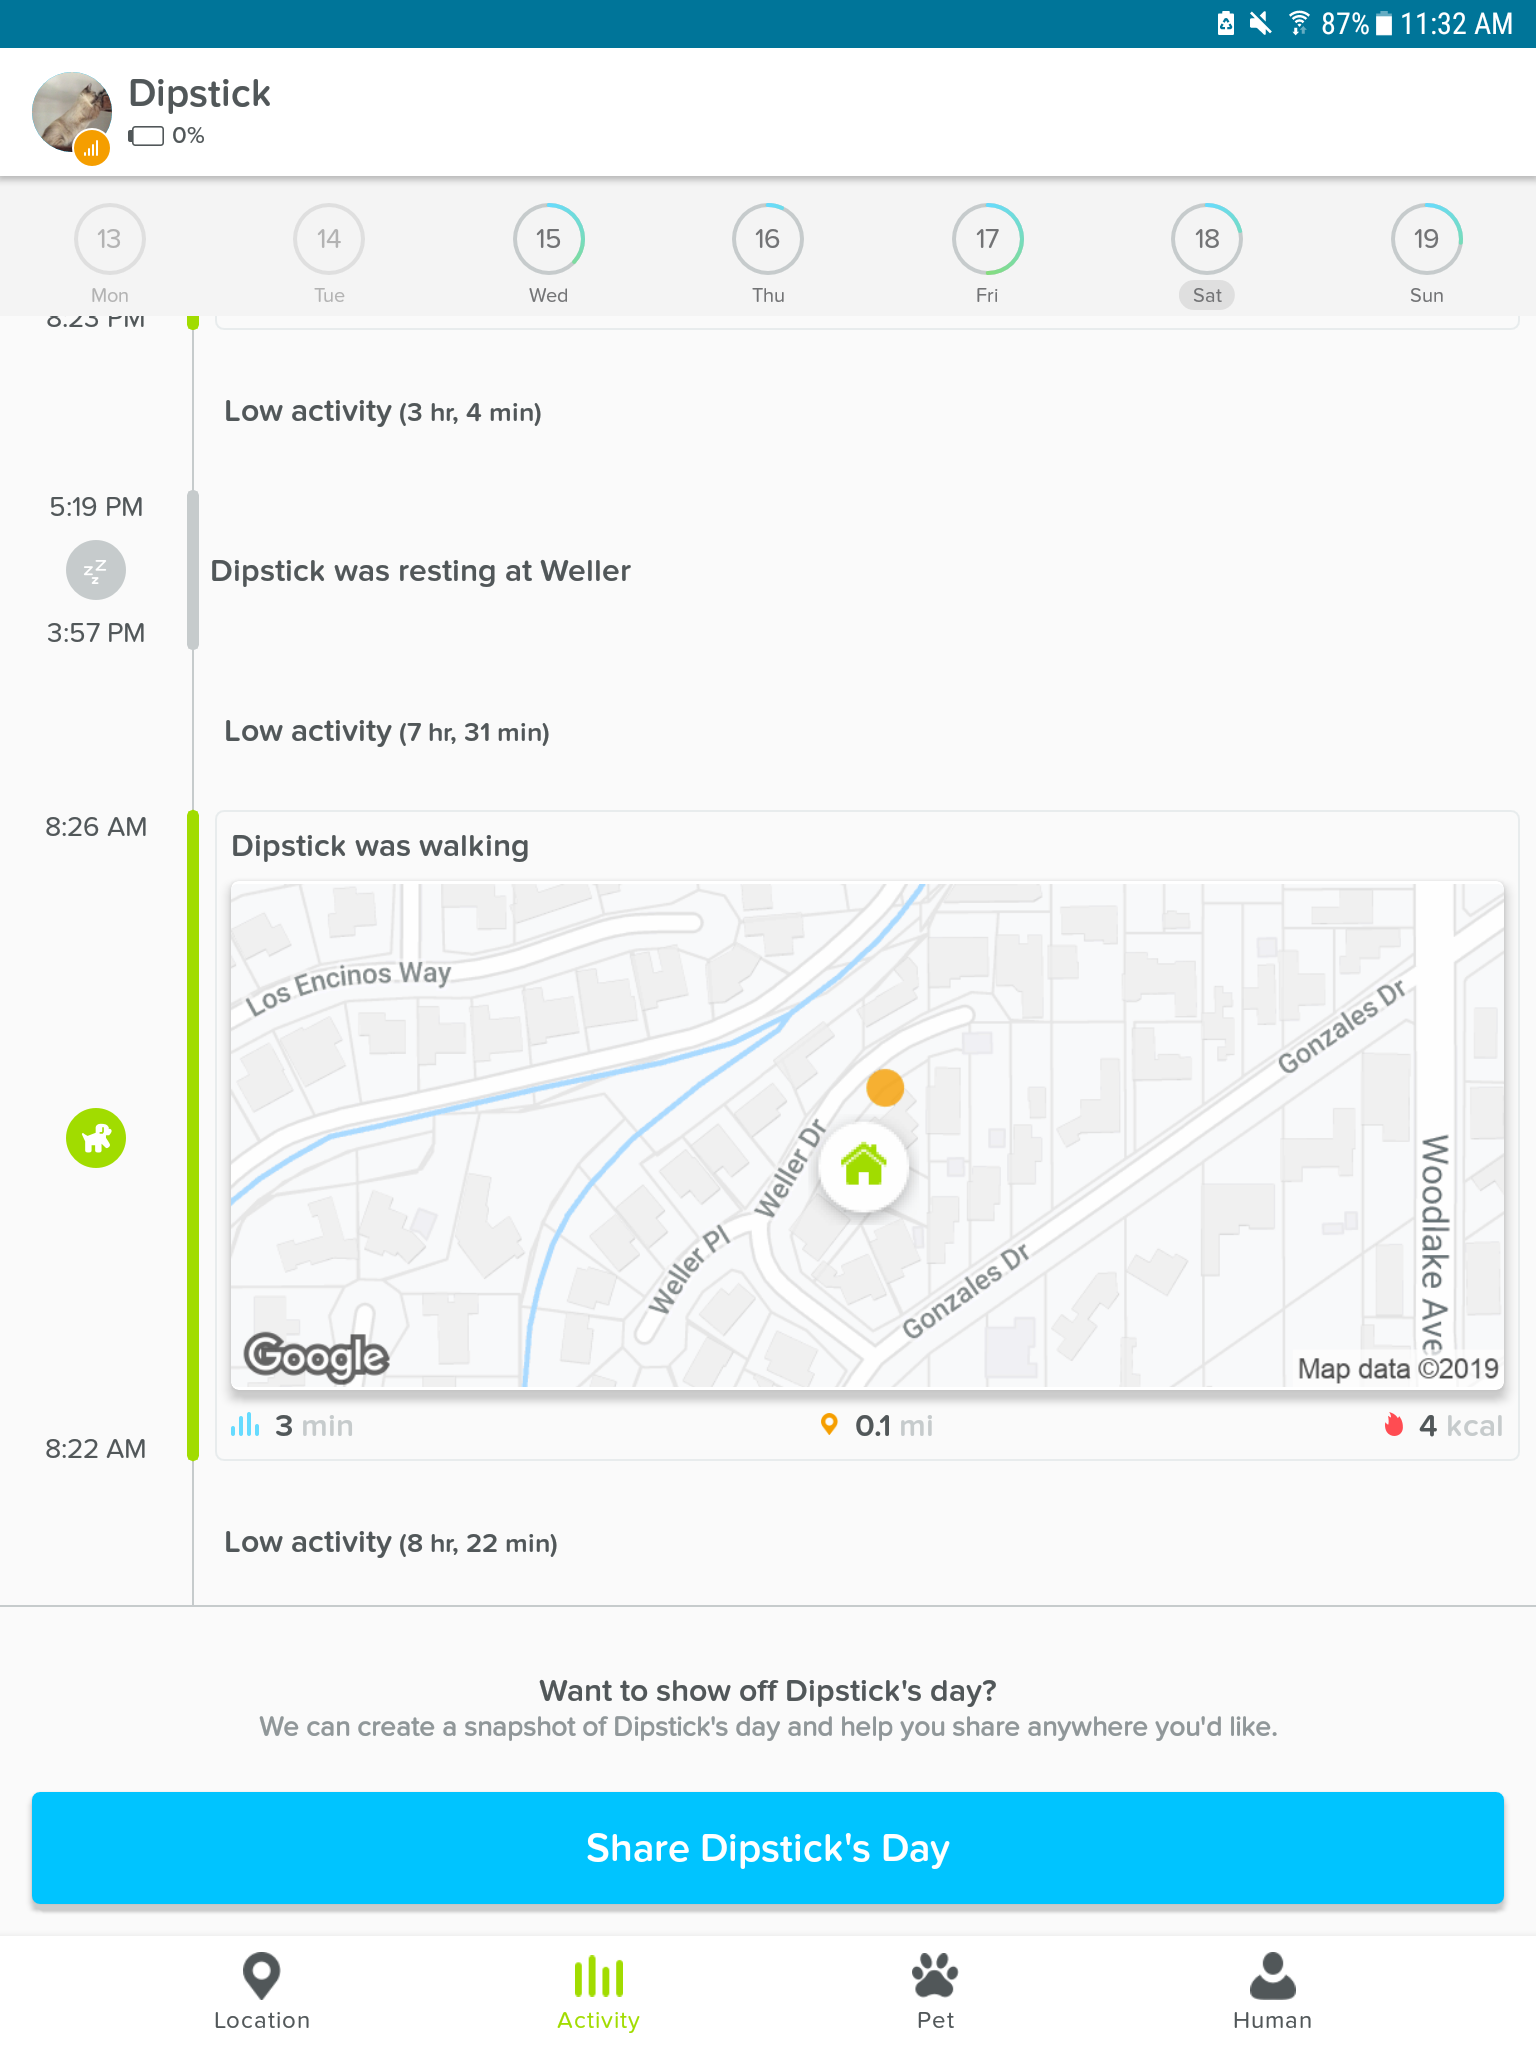 87% 11:32 AM
Dipstick
0%
13 14 15 16 17 18 19
Mon Tue Wed Thu Fri Sat Sun
8:23 PM
Low activity (3 hr, 4 min)
5:19 PM
zzz
Dipstick was resting at Weller
3:57 PM
Low activity (7 hr, 31 min)
8:26 AM
Dipstick was walking
Los Encinos Way
Gonzales Dr
Weller Dr
Woodlake Ave
Weller Pl
Gonzales Dr
Google
Map data ©2019
3 min 0.1 mi 4 kcal
8:22 AM
Low activity (8 hr, 22 min)
Want to show off Dipstick's day?
We can create a snapshot of Dipstick's day and help you share anywhere you'd like.
Share Dipstick's Day
Location Activity Pet Human